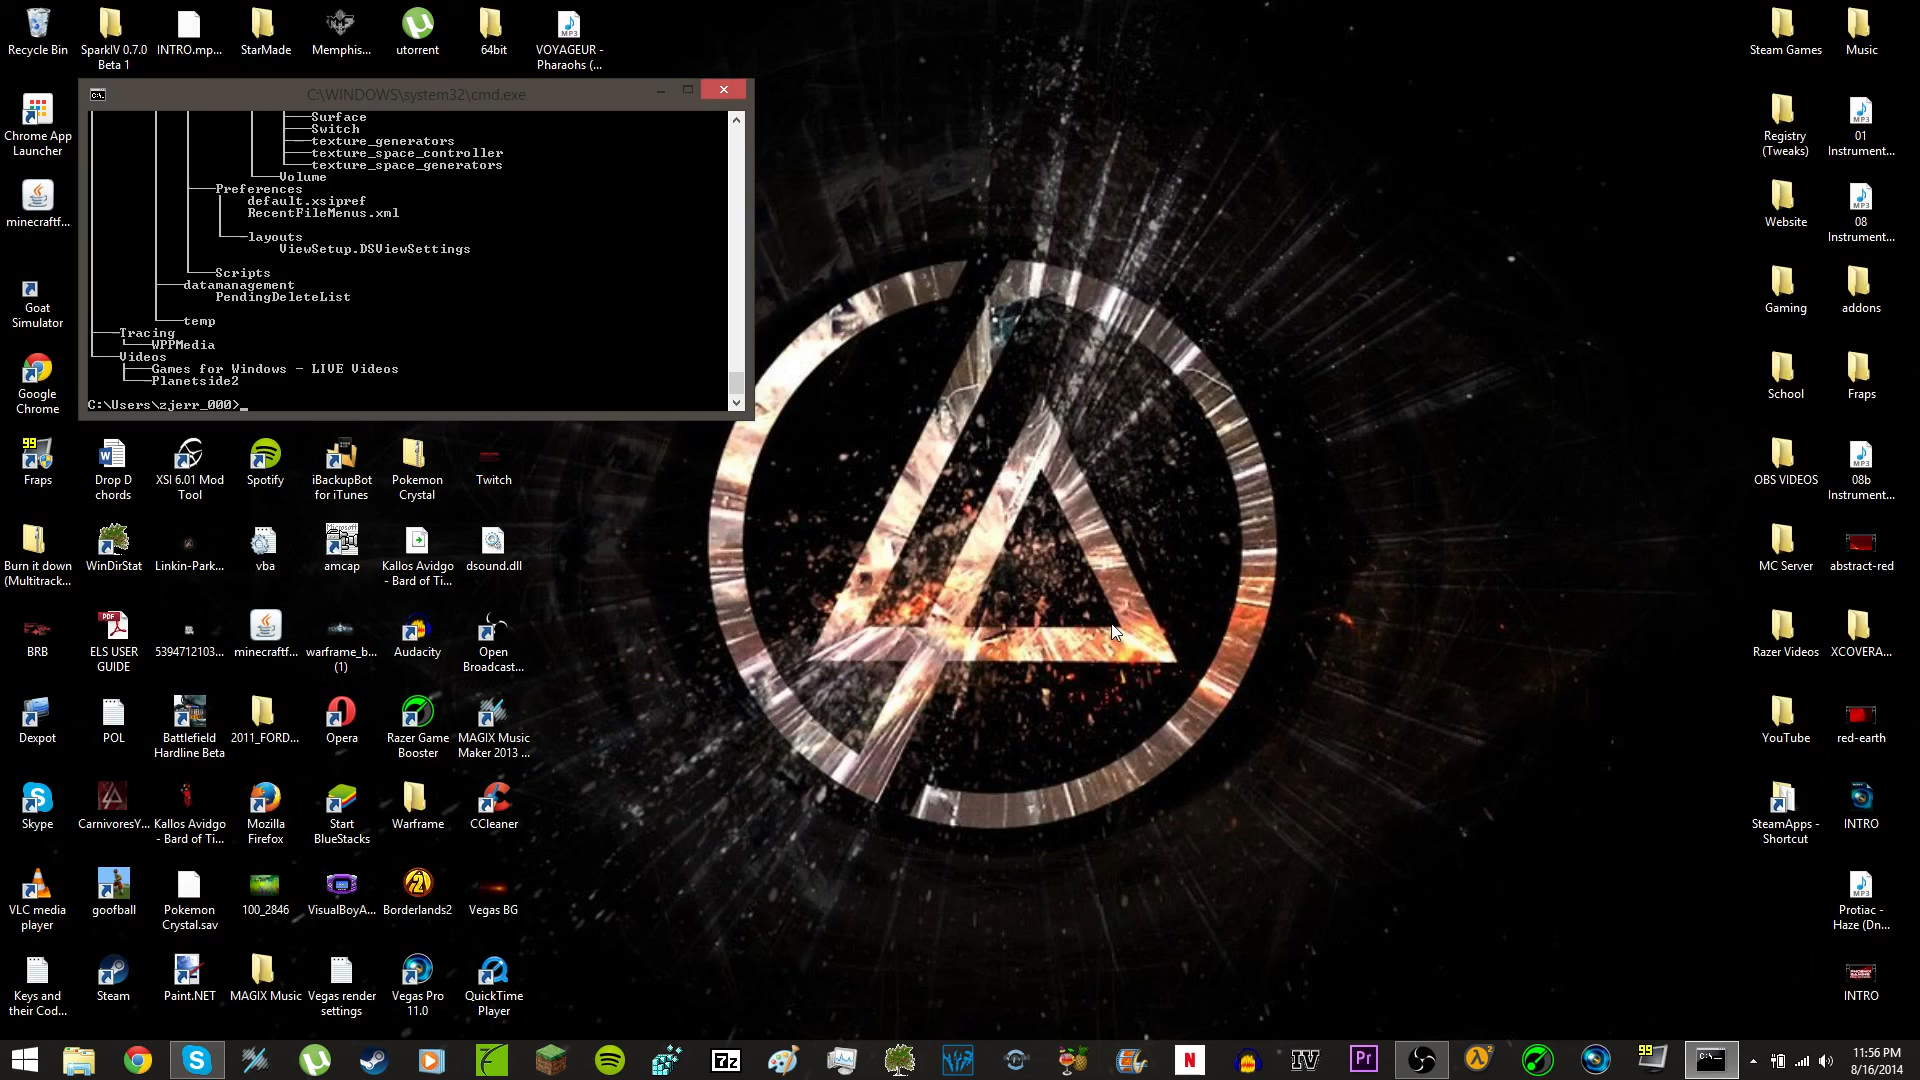 Recycle Bin
SparkIV 0.7.0
Beta 1
INTRO.mp...
StarMade
Memphis...
utorrent
64bit
VOYAGEUR -
Pharaohs (...
Steam Games
Music
C:\WINDOWS\system32\cmd.exe
Surface
Switch
texture_generators
texture_space_controller
texture_space_generators
Volume
Preferences
default.xsipref
RecentFileMenus.xml
layouts
ViewSetup.DSViewSettings
Scripts
datamanagement
PendingDeleteList
temp
Tracing
WPPMedia
Videos
Games for Windows - LIVE Videos
Planetside2
C:\Users\zjerr_000>_
Chrome App
Launcher
Registry
(Tweaks)
01
Instrument...
minecraftf...
Website
08
Instrument...
Goat
Simulator
Gaming
addons
Google
Chrome
School
Fraps
Fraps
Drop D
chords
XSI 6.01 Mod
Tool
Spotify
iBackupBot
for iTunes
Pokemon
Crystal
Twitch
OBS VIDEOS
08b
Instrument...
Burn it down
(Multitrack...
WinDirStat
Linkin-Park...
vba
amcap
Kallos Avidgo
- Bard of Ti...
dsound.dll
MC Server
abstract-red
BRB
ELS USER
GUIDE
5394712103...
minecraftf...
warframe_b...
(1)
Audacity
Open
Broadcast...
Razer Videos
XCOVERA...
Dexpot
POL
Battlefield
Hardline Beta
2011_FORD...
Opera
Razer Game
Booster
MAGIX Music
Maker 2013 ...
YouTube
red-earth
Skype
CarnivoresY...
Kallos Avidgo
- Bard of Ti...
Mozilla
Firefox
Start
BlueStacks
Warframe
CCleaner
SteamApps -
Shortcut
INTRO
VLC media
player
goofball
Pokemon
Crystal.sav
100_2846
VisualBoyA...
Borderlands2
Vegas BG
Protiac -
Haze (Dn...
Keys and
their Cod...
Steam
Paint.NET
MAGIX Music
Vegas render
settings
Vegas Pro
11.0
QuickTime
Player
INTRO
11:56 PM
8/16/2014